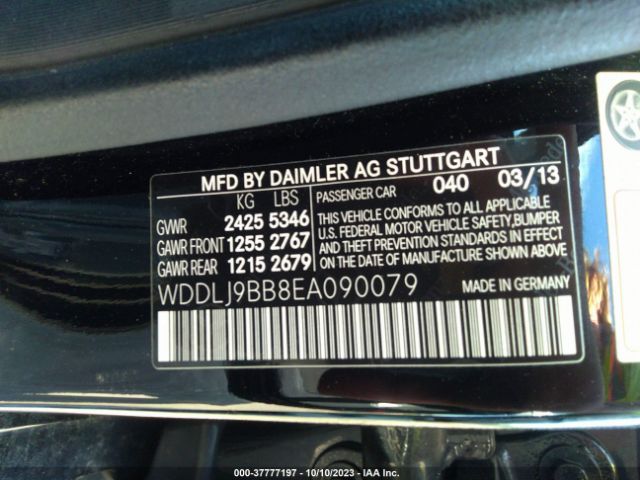 MFD BY DAIMLER AG STUTTGART
KG LBS
GVWR 2425 5346
GAWR FRONT 1255 2767
GAWR REAR 1215 2679
PASSENGER CAR 040 03/13
THIS VEHICLE CONFORMS TO ALL APPLICABLE
U.S. FEDERAL MOTOR VEHICLE SAFETY, BUMPER
AND THEFT PREVENTION STANDARDS IN EFFECT
ON THE DATE OF MANUFACTURE SHOWN ABOVE.
WDDLJ9BB8EA090079 MADE IN GERMANY
000-37777197 - 10/10/2023 - IAA Inc.